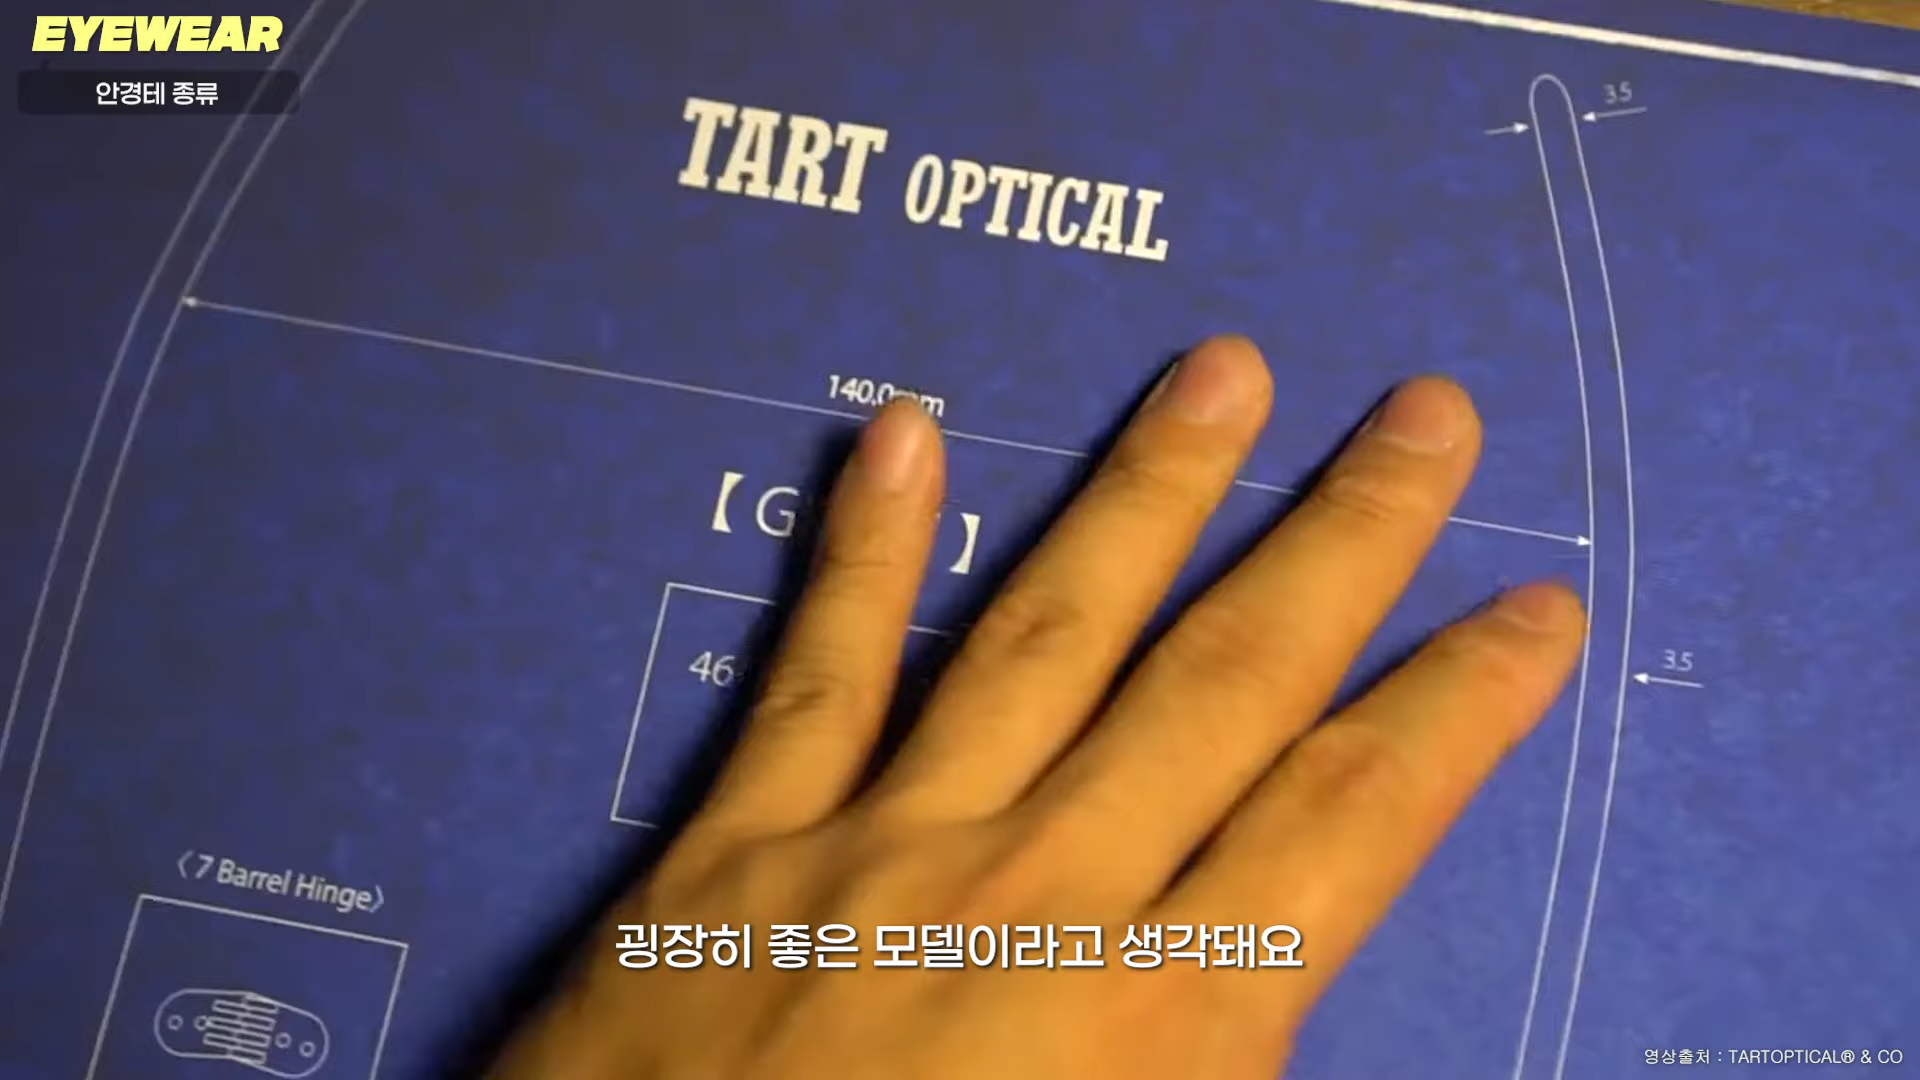 EYEWEAR
안경테 종류
TART OPTICAL
3.5
140.0mm
【 G 】
46
3.5
〈7 Barrel Hinge〉
굉장히 좋은 모델이라고 생각돼요
영상출처 : TARTOPTICAL® & CO